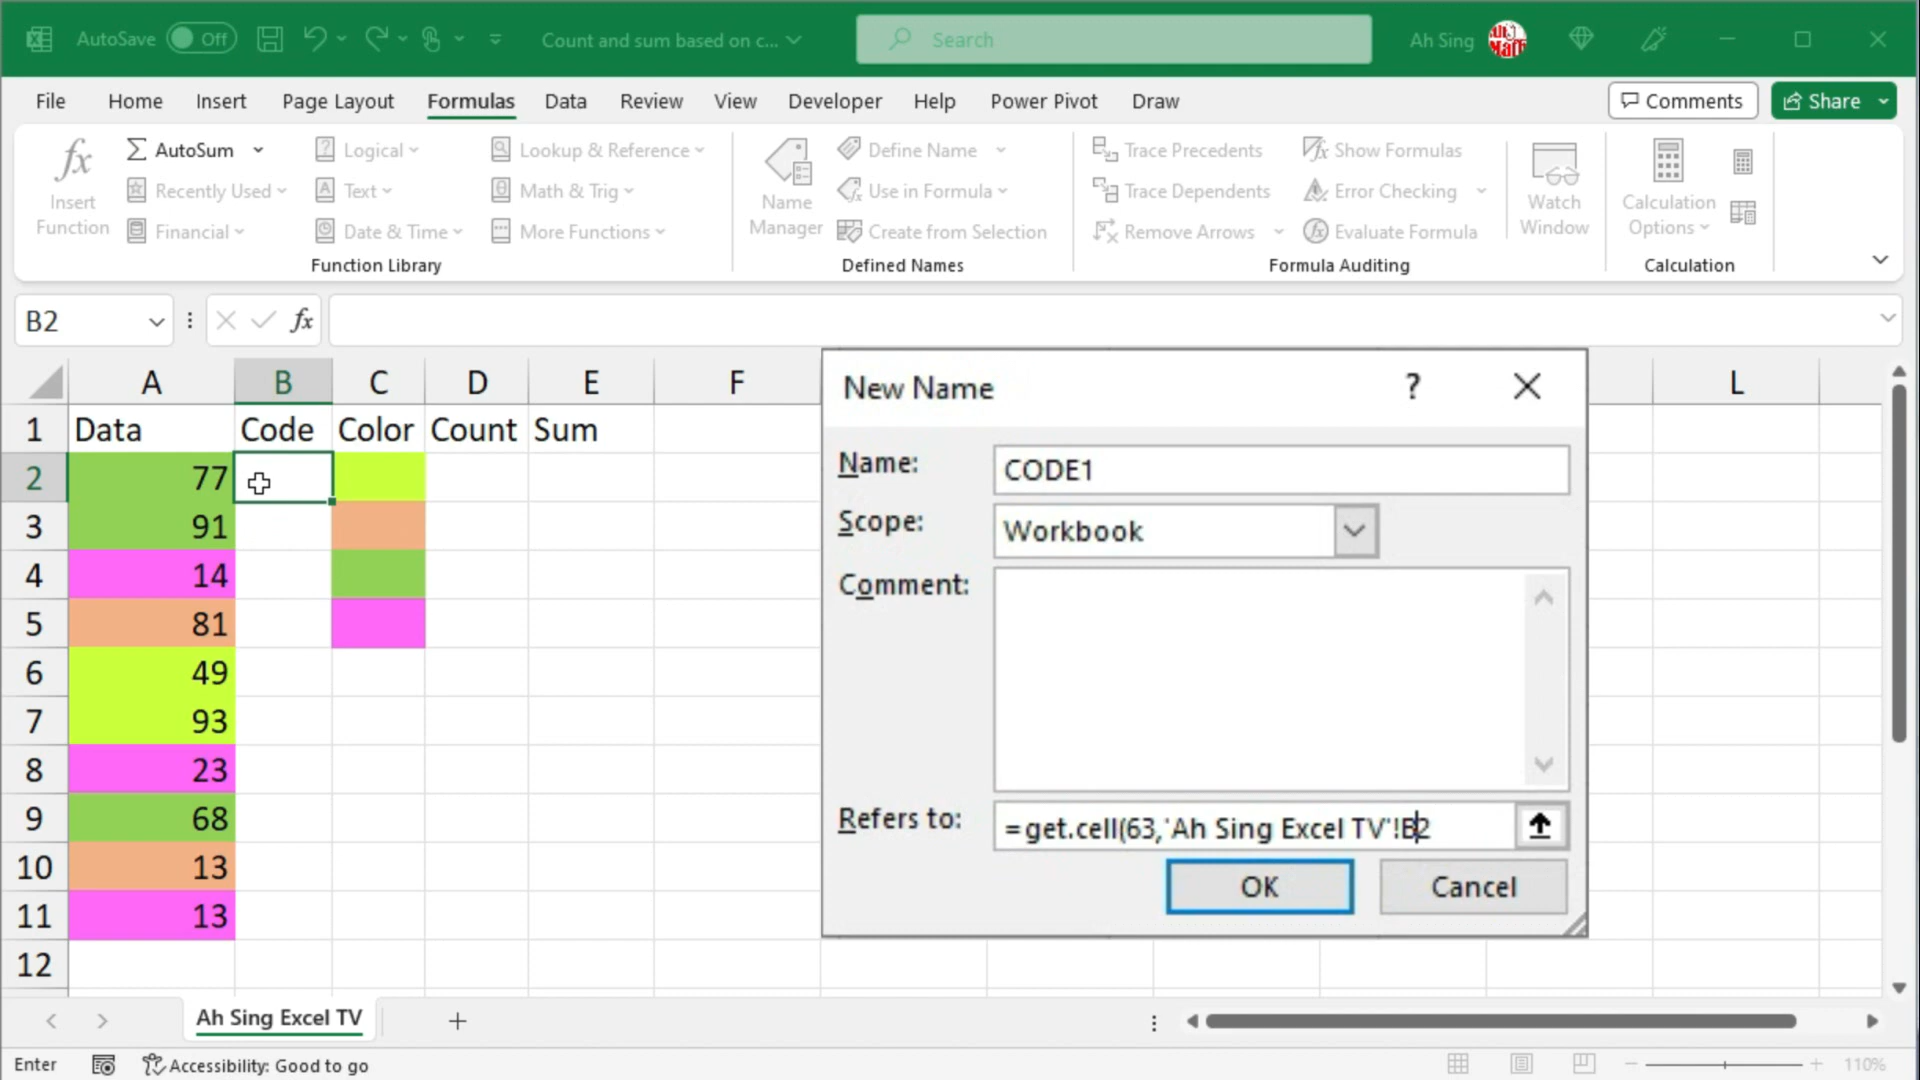 AutoSave Off Count and sum based on c... Search Ah Sing
File Home Insert Page Layout Formulas Data Review View Developer Help Power Pivot Draw Comments Share
fx Insert Function
AutoSum
Recently Used
Financial
Logical
Text
Date & Time
Lookup & Reference
Math & Trig
More Functions
Function Library
Name Manager
Define Name
Use in Formula
Create from Selection
Defined Names
Trace Precedents
Trace Dependents
Remove Arrows
Show Formulas
Error Checking
Evaluate Formula
Formula Auditing
Watch Window
Calculation Options
Calculation
B2 fx
A B C D E F L
1 Data Code Color Count Sum
2 77
3 91
4 14
5 81
6 49
7 93
8 23
9 68
10 13
11 13
12
New Name ?
Name: CODE1
Scope: Workbook
Comment:
Refers to: =get.cell(63,'Ah Sing Excel TV'!B2
OK Cancel
Ah Sing Excel TV
Enter Accessibility: Good to go 110%